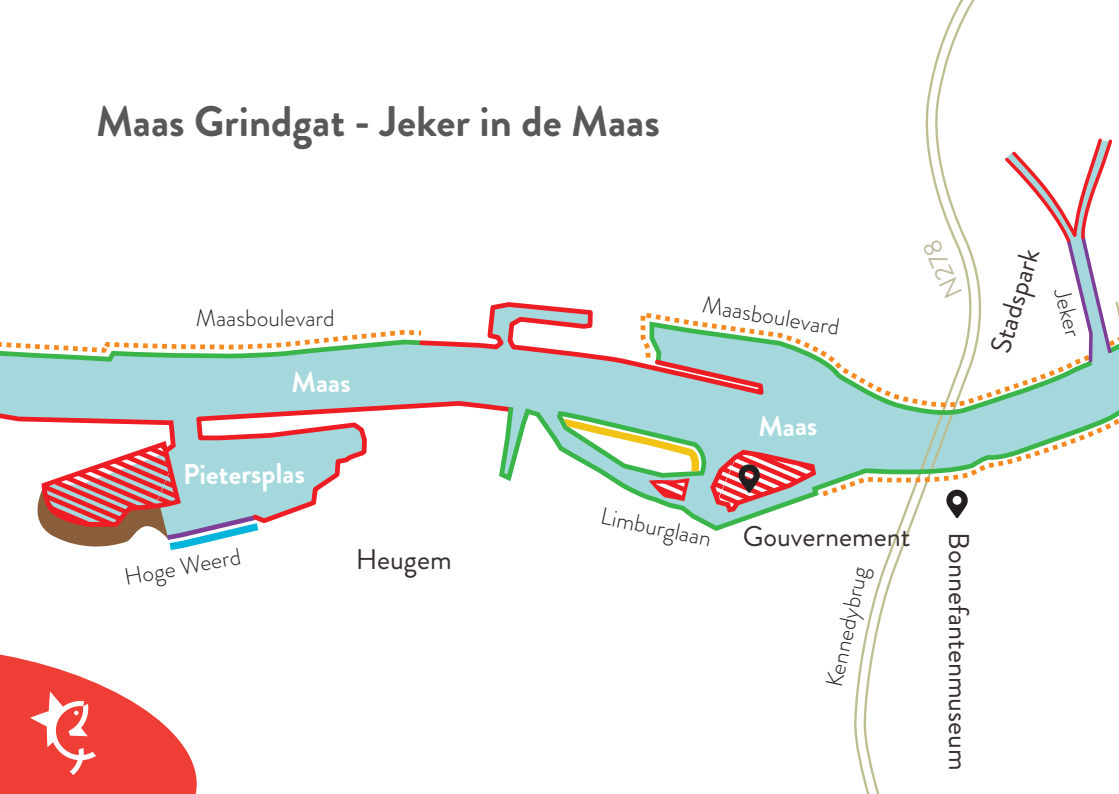 Maas Grindgat - Jeker in de Maas
N278
Stadspark
Jeker
Maasboulevard
Maasboulevard
Maas
Maas
Pietersplas
Limburglaan
Gouvernement
Hoge Weerd
Heugem
Kennedybrug
Bonnefantenmuseum